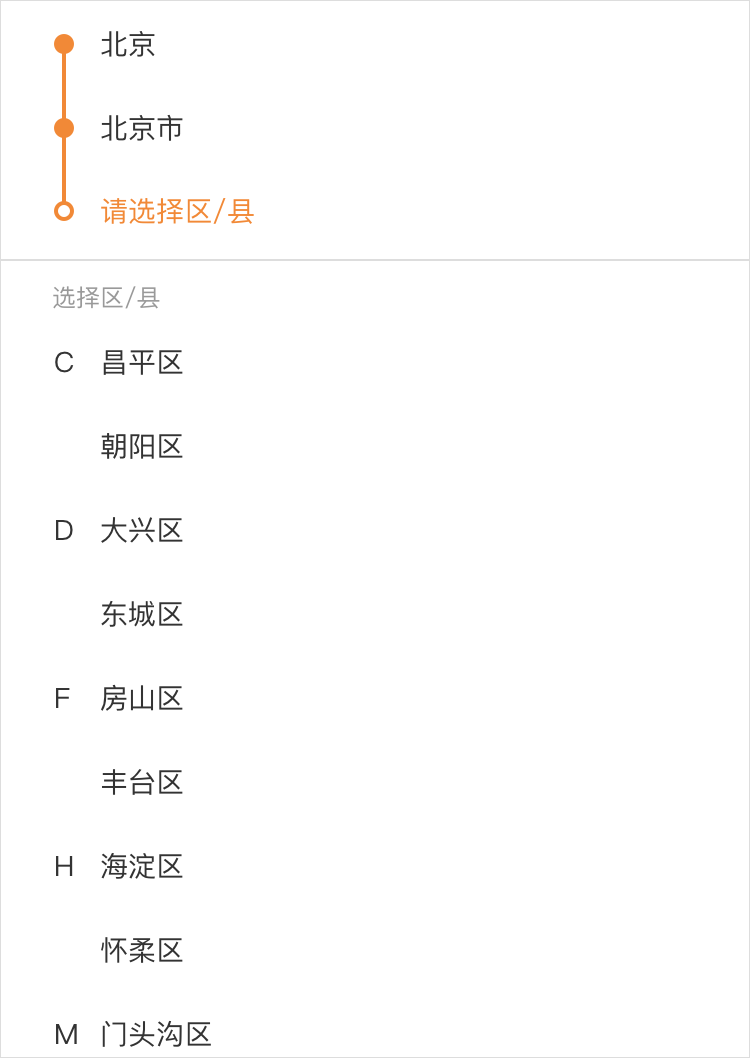 北京
北京市
请选择区/县
选择区/县
C 昌平区
朝阳区
D 大兴区
东城区
F 房山区
丰台区
H 海淀区
怀柔区
M 门头沟区